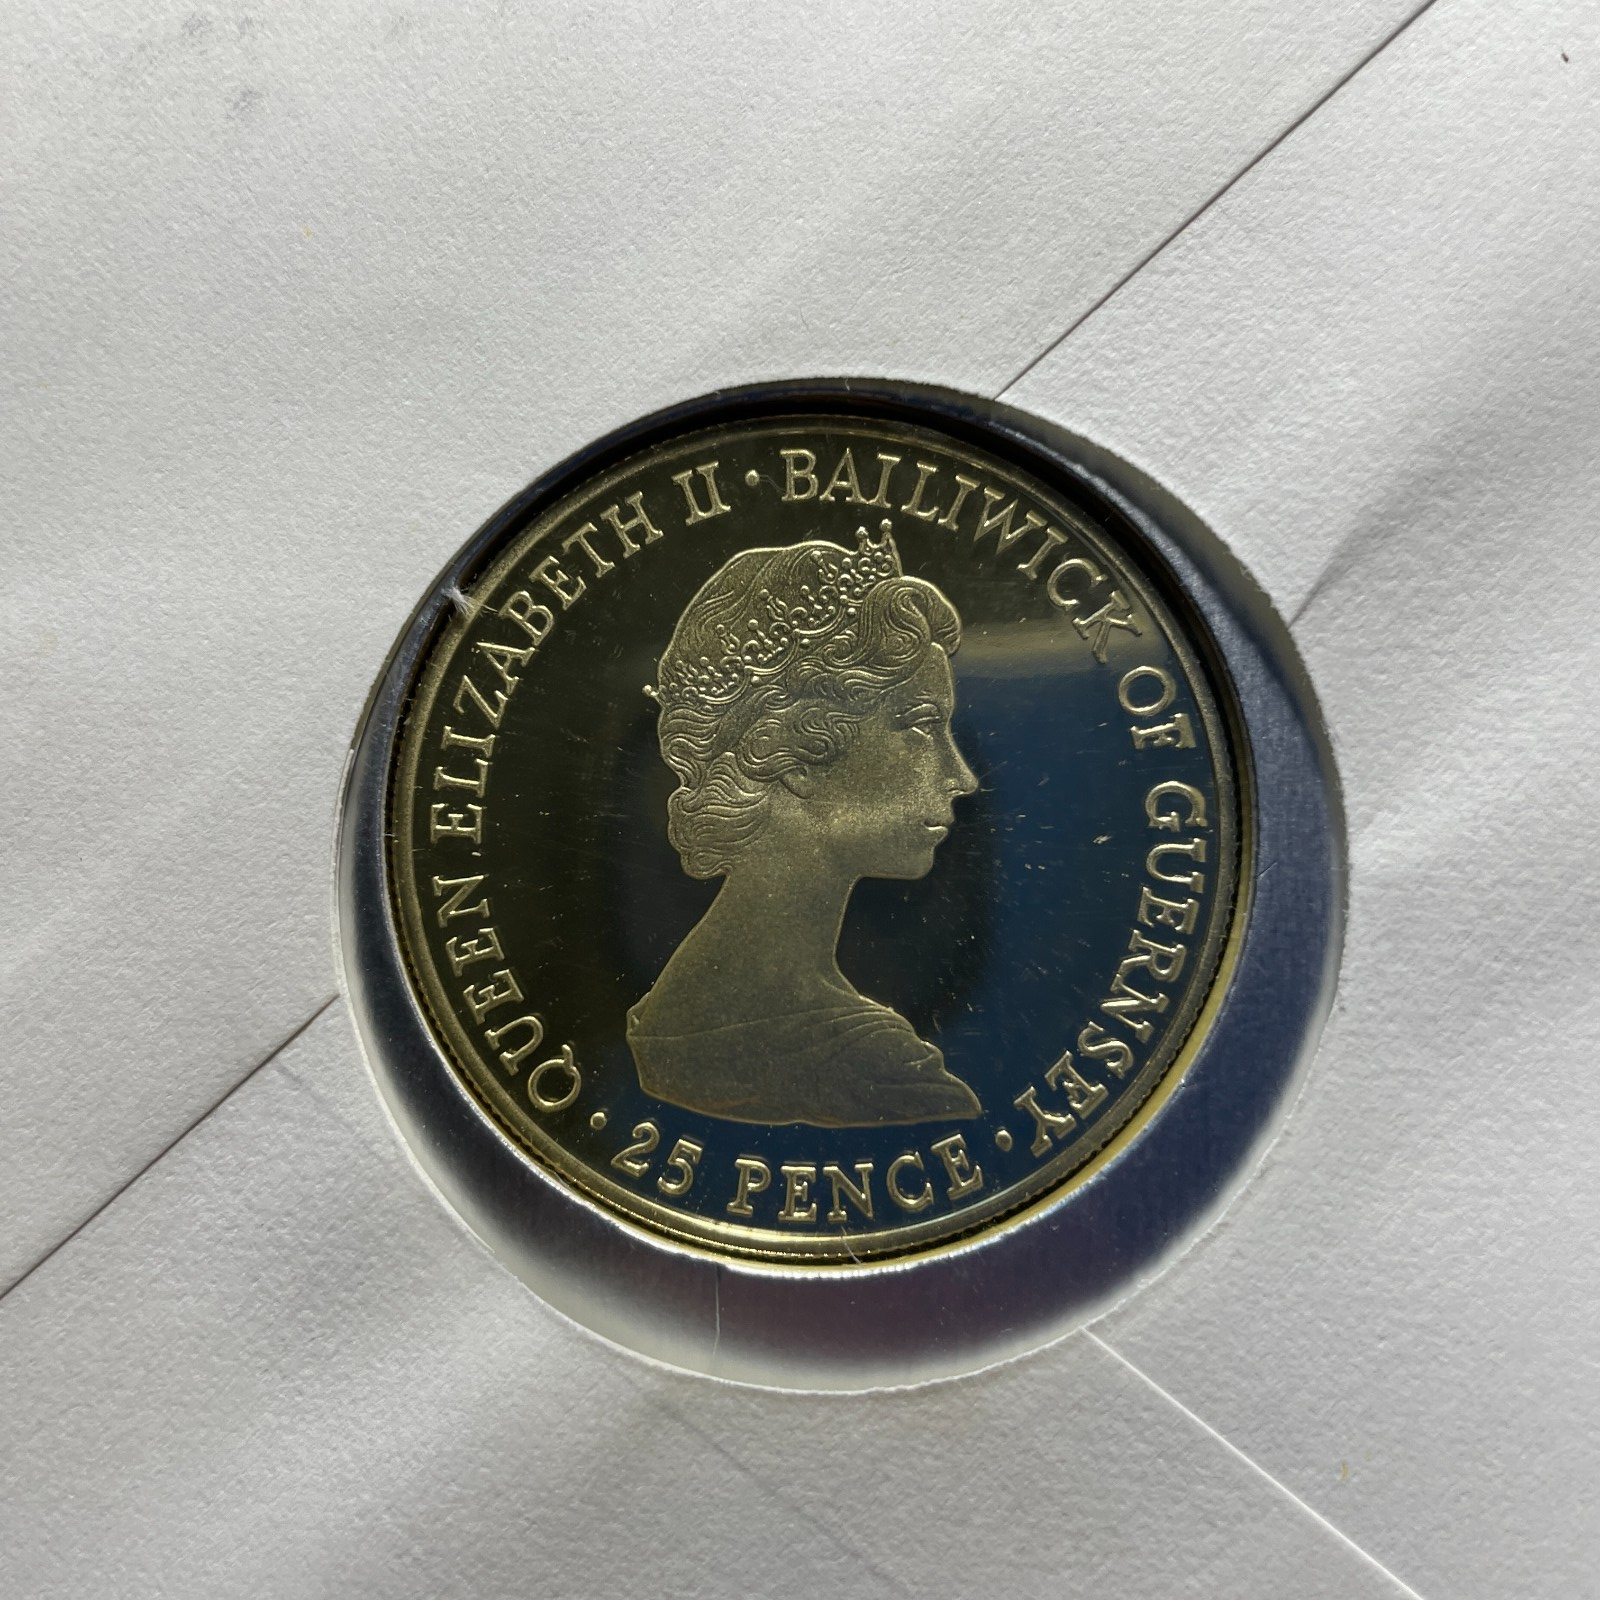 QUEEN ELIZABETH II · BAILIWICK OF GUERNSEY ·
25 PENCE ·